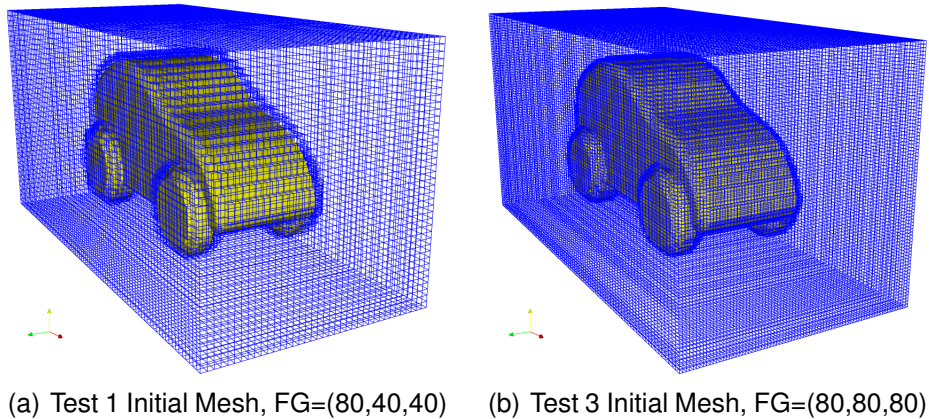 (a) Test 1 Initial Mesh, FG=(80,40,40)
(b) Test 3 Initial Mesh, FG=(80,80,80)